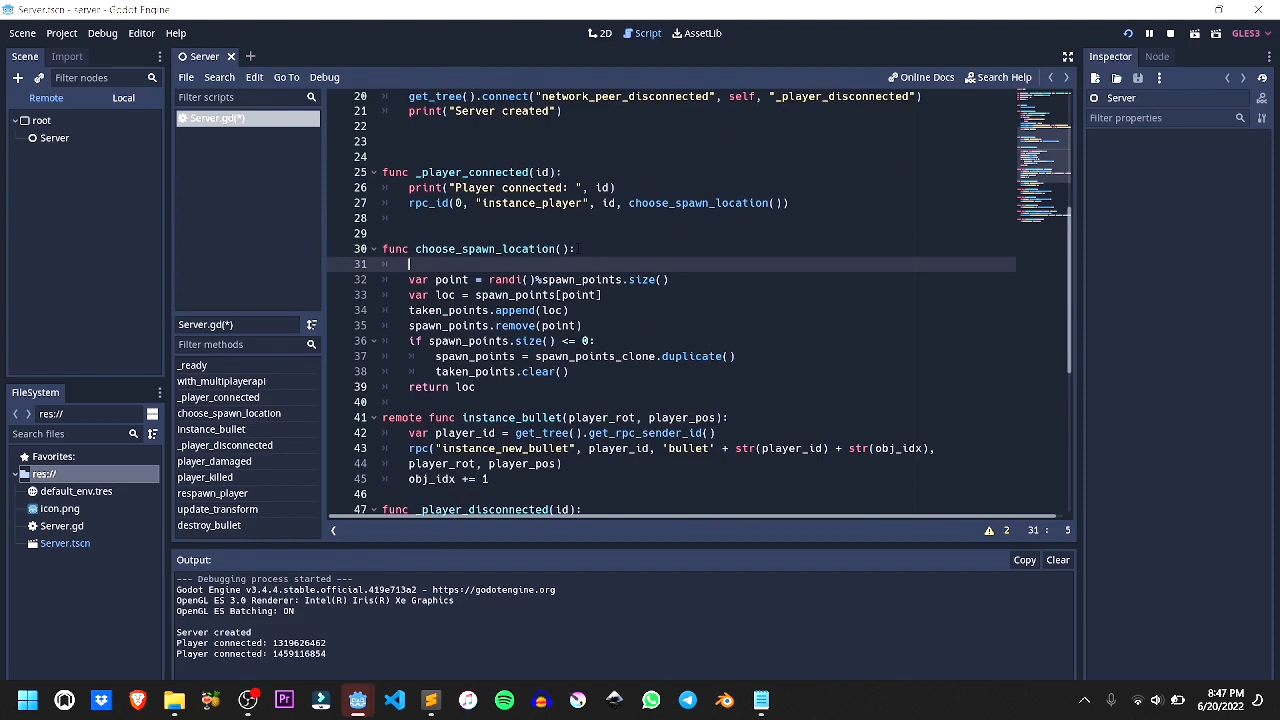 Server.tscn - server - Godot Engine
Scene Project Debug Editor Help
2D Script AssetLib
GLES3
Scene Import
Filter nodes
Remote Local
root
Server
FileSystem
res://
Search files
Favorites:
res://
default_env.tres
icon.png
Server.gd
Server.tscn
Server
File Search Edit Go To Debug
Online Docs Search Help
Filter scripts
Server.gd(*)
Server.gd(*)
Filter methods
_ready
with_multiplayerapi
_player_connected
choose_spawn_location
instance_bullet
_player_disconnected
player_damaged
player_killed
respawn_player
update_transform
destroy_bullet
20 get_tree().connect("network_peer_disconnected", self, "_player_disconnected")
21 print("Server created")
22
23
24
25 func _player_connected(id):
26 print("Player connected: ", id)
27 rpc_id(0, "instance_player", id, choose_spawn_location())
28
29
30 func choose_spawn_location():
31
32 var point = randi()%spawn_points.size()
33 var loc = spawn_points[point]
34 taken_points.append(loc)
35 spawn_points.remove(point)
36 if spawn_points.size() <= 0:
37 spawn_points = spawn_points_clone.duplicate()
38 taken_points.clear()
39 return loc
40
41 remote func instance_bullet(player_rot, player_pos):
42 var player_id = get_tree().get_rpc_sender_id()
43 rpc("instance_new_bullet", player_id, 'bullet' + str(player_id) + str(obj_idx),
44 player_rot, player_pos)
45 obj_idx += 1
46
47 func _player_disconnected(id):
2 31 : 5
Output:
Copy Clear
--- Debugging process started ---
Godot Engine v3.4.4.stable.official.419e713a2 - https://godotengine.org
OpenGL ES 3.0 Renderer: Intel(R) Iris(R) Xe Graphics
OpenGL ES Batching: ON
Server created
Player connected: 1319626462
Player connected: 1459116854
Inspector Node
Server
Filter properties
8:47 PM
6/20/2022